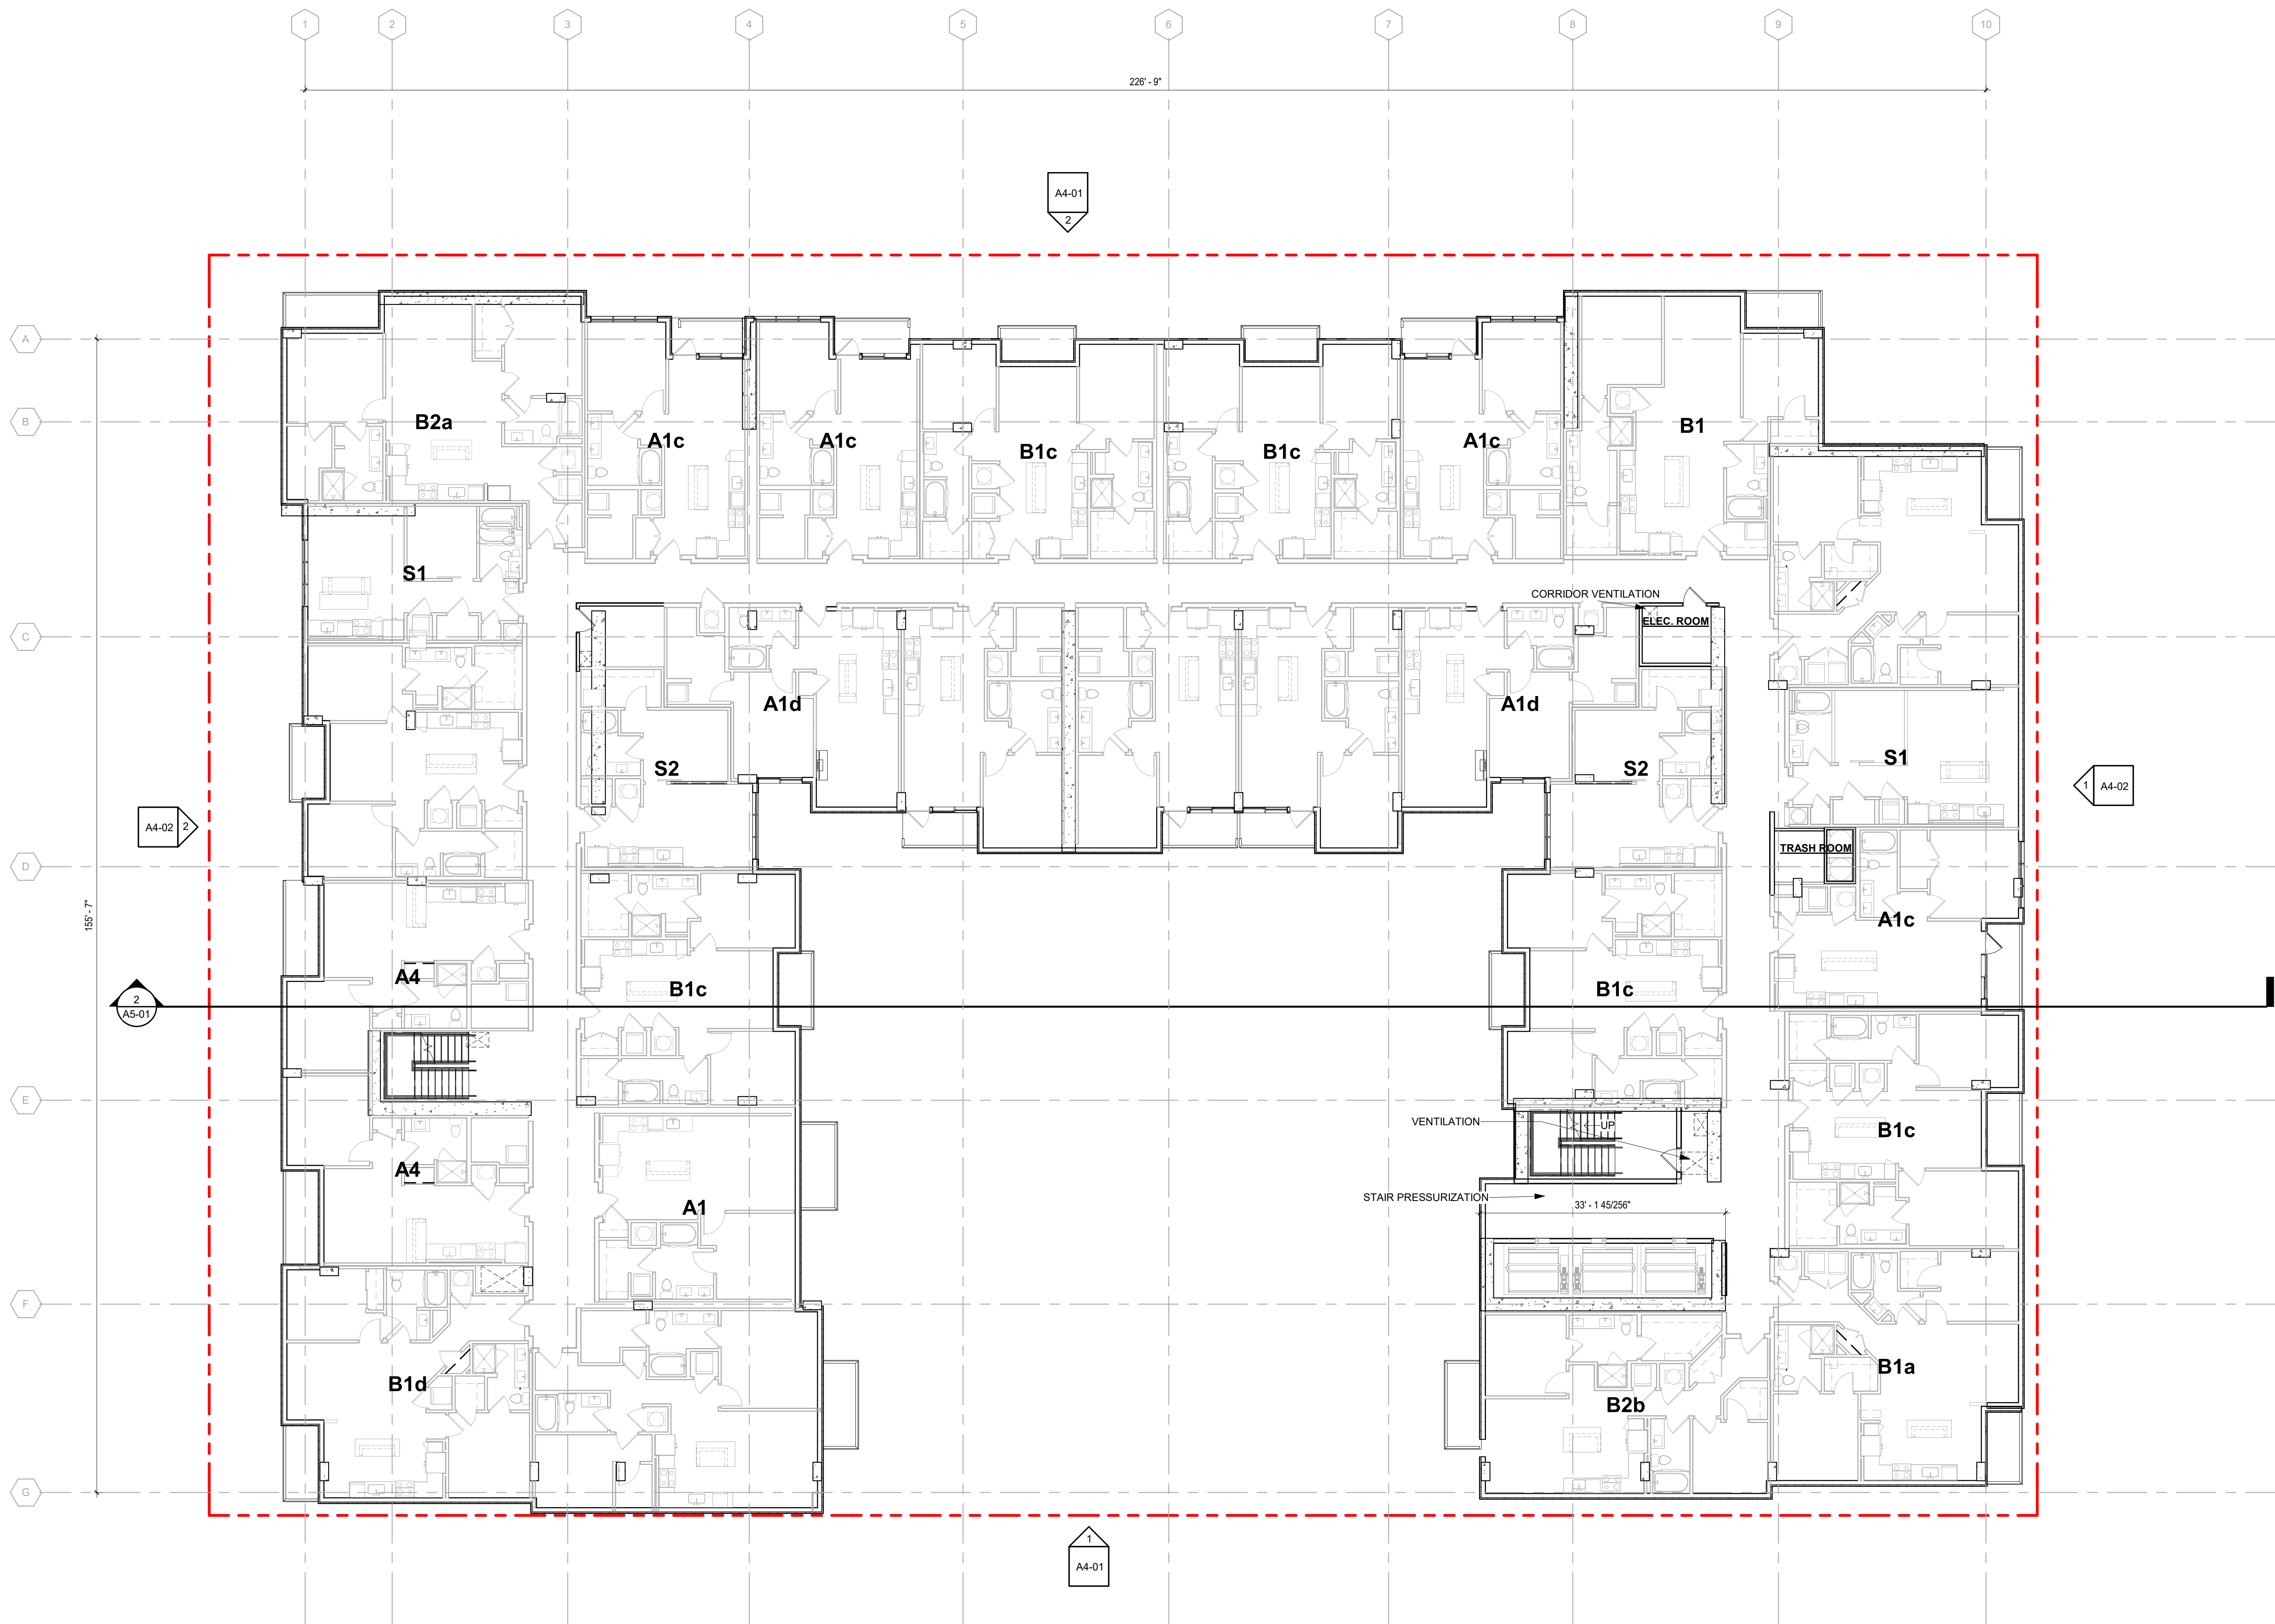 1
2
3
4
5
6
7
8
9
10
226' - 9"
A4-01
2
A
B
B2a
A1c
A1c
B1c
B1c
A1c
B1
S1
CORRIDOR VENTILATION
ELEC. ROOM
C
A1d
A1d
S2
S2
S1
A4-02
2
1
A4-02
TRASH ROOM
D
155' - 7"
A1c
A4
B1c
B1c
2
A5-01
E
VENTILATION
UP
B1c
A4
STAIR PRESSURIZATION
A1
33' - 1 45/256"
F
B1d
B1a
B2b
G
1
A4-01